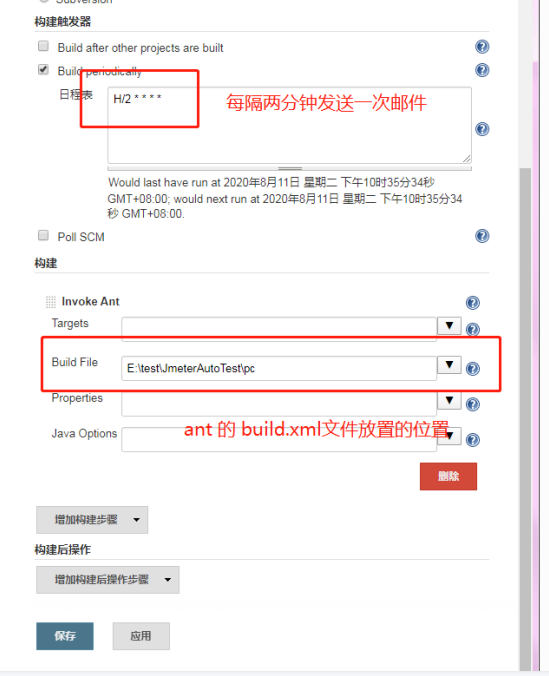 Subversion
构建触发器
Build after other projects are built
Build periodically
日程表
H/2 * * * *
每隔两分钟发送一次邮件
Would last have run at 2020年8月11日 星期二 下午10时35分34秒
GMT+08:00; would next run at 2020年8月11日 星期二 下午10时35分34
秒 GMT+08:00.
Poll SCM
构建
Invoke Ant
Targets
Build File
E:\test\JmeterAutoTest\pc
Properties
ant 的 build.xml文件放置的位置
Java Options
删除
增加构建步骤
构建后操作
增加构建后操作步骤
保存
应用